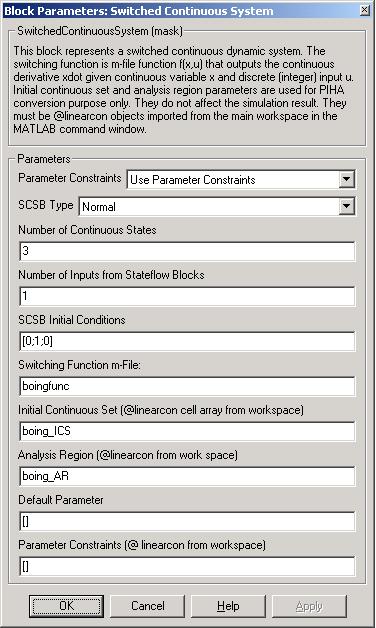 Block Parameters: Switched Continuous System
SwitchedContinuousSystem (mask)
This block represents a switched continuous dynamic system. The
switching function is m-file function f(x,u) that outputs the continuous
derivative xdot given continuous variable x and discrete (integer) input u.
Initial continuous set and analysis region parameters are used for PIHA
conversion purpose only. They do not affect the simulation result. They
must be @linearcon objects imported from the main workspace in the
MATLAB command window.
Parameters
Parameter Constraints Use Parameter Constraints
SCSB Type Normal
Number of Continuous States
3
Number of Inputs from Stateflow Blocks
1
SCSB Initial Conditions
[0;1;0]
Switching Function m-File:
boingfunc
Initial Continuous Set (@linearcon cell array from workspace)
boing_ICS
Analysis Region (@linearcon from work space)
boing_AR
Default Parameter
[]
Parameter Constraints (@ linearcon from workspace)
[]
OK Cancel Help Apply